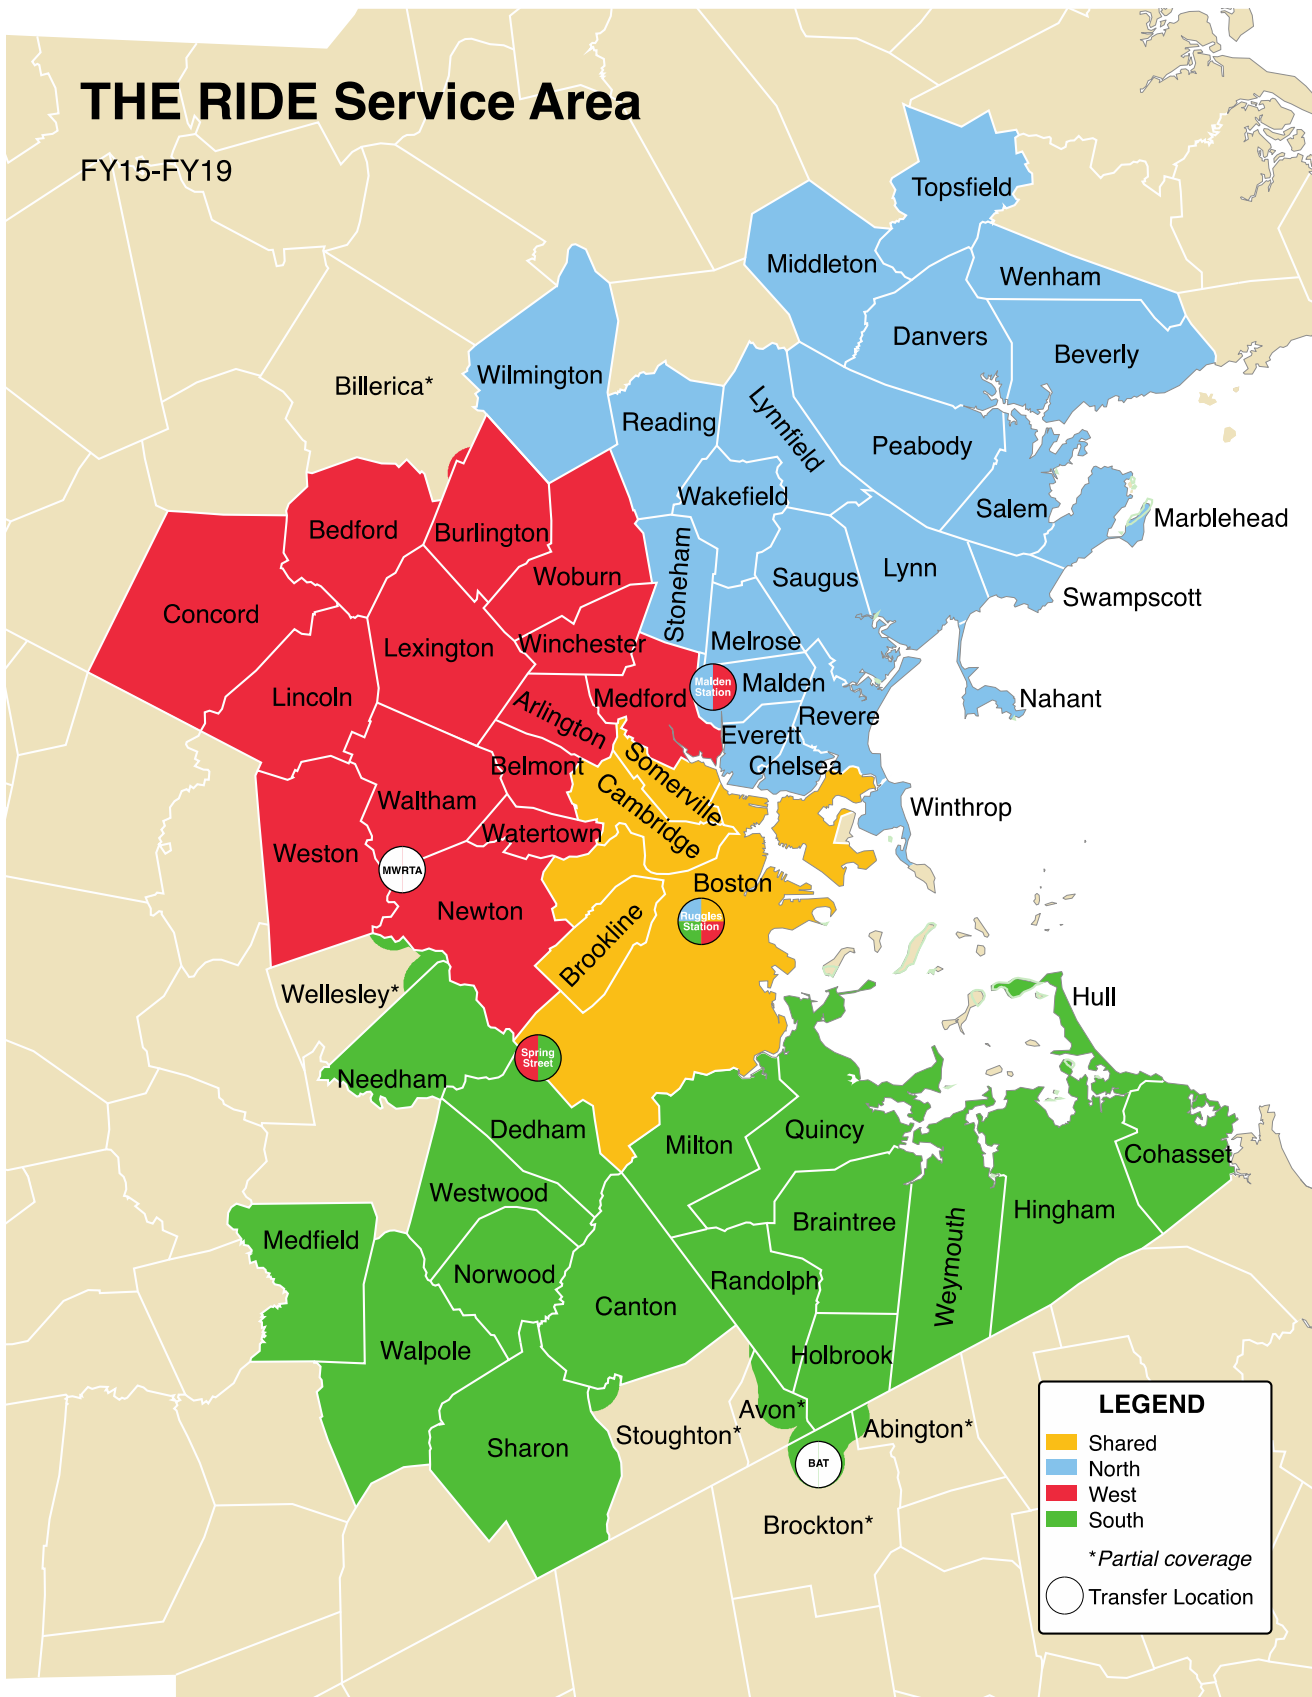 THE RIDE Service Area
FY15-FY19
Topsfield
Middleton
Wenham
Danvers
Beverly
Billerica*
Wilmington
Reading
Lynnfield
Peabody
Wakefield
Salem
Marblehead
Bedford
Burlington
Woburn
Stoneham
Saugus
Lynn
Swampscott
Concord
Lexington
Winchester
Melrose
Lincoln
Arlington
Medford
Malden
Station
Malden
Nahant
Revere
Everett
Belmont
Somerville
Chelsea
Waltham
Cambridge
Winthrop
Watertown
Weston
MWRTA
Boston
Newton
Brookline
Ruggles
Station
Wellesley*
Hull
Spring
Street
Needham
Dedham
Milton
Quincy
Cohasset
Westwood
Medfield
Braintree
Weymouth
Hingham
Norwood
Canton
Randolph
Walpole
Holbrook
Avon*
Stoughton*
Abington*
Sharon
BAT
Brockton*
LEGEND
Shared
North
West
South
*Partial coverage
Transfer Location